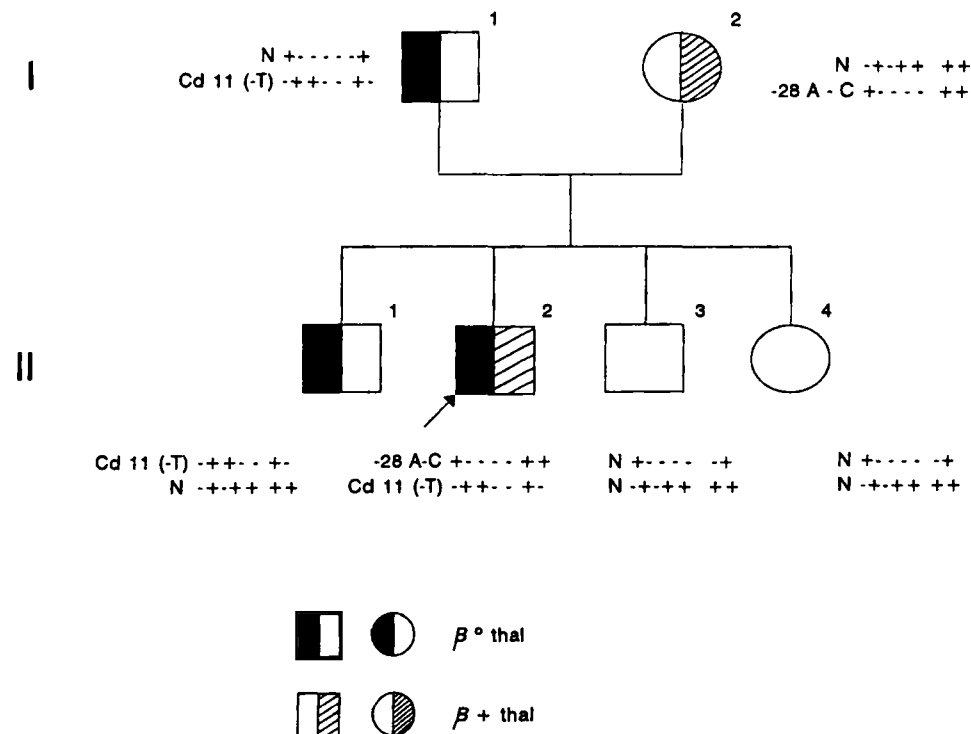 1
2
I
N +- - - - -+
Cd 11 (-T) -++- - +-
N -+-++ ++
-28 A - C +- - - - ++
1
2
3
4
II
Cd 11 (-T) -++- - +-
N -+-++ ++
-28 A-C +- - - - ++
Cd 11 (-T) -++- - +-
N +- - - - -+
N -+-++ ++
N +- - - - -+
N -+-++ ++
β° thal
β + thal